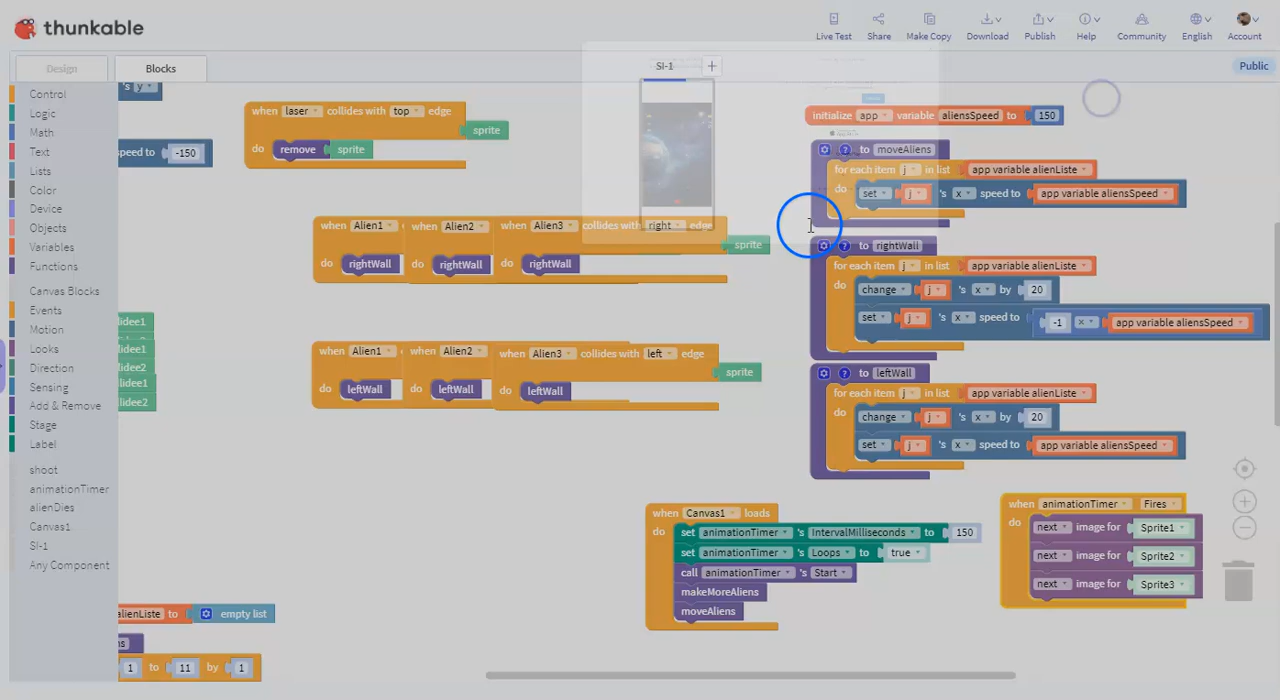 thunkable
Live Test
Share
Make Copy
Download
Publish
Help
Community
English
Account
Design
Blocks
SI-1
+
Public
Control
Logic
Math
Text
Lists
Color
Device
Objects
Variables
Functions
Canvas Blocks
Events
Motion
Looks
Direction
Sensing
Add & Remove
Stage
Label
shoot
animationTimer
alienDies
Canvas1
SI-1
Any Component
's y
speed to -150
when laser collides with top edge
sprite
do remove sprite
when Alien1
when Alien2
when Alien3 collides with right edge
sprite
do rightWall
do rightWall
do rightWall
when Alien1
when Alien2
when Alien3 collides with left edge
sprite
do leftWall
do leftWall
do leftWall
lidee1
lidee1
lidee1
lidee2
alienListe to empty list
ns
1 to 11 by 1
initialize app variable aliensSpeed to 150
to moveAliens
for each item j in list app variable alienListe
do set j 's x speed to app variable aliensSpeed
to rightWall
for each item j in list app variable alienListe
do change j 's x by 20
set j 's x speed to -1 × app variable aliensSpeed
to leftWall
for each item j in list app variable alienListe
do change j 's x by 20
set j 's x speed to app variable aliensSpeed
when Canvas1 loads
do set animationTimer 's IntervalMilliseconds to 150
set animationTimer 's Loops to true
call animationTimer 's Start
makeMoreAliens
moveAliens
when animationTimer Fires
do next image for Sprite1
next image for Sprite2
next image for Sprite3